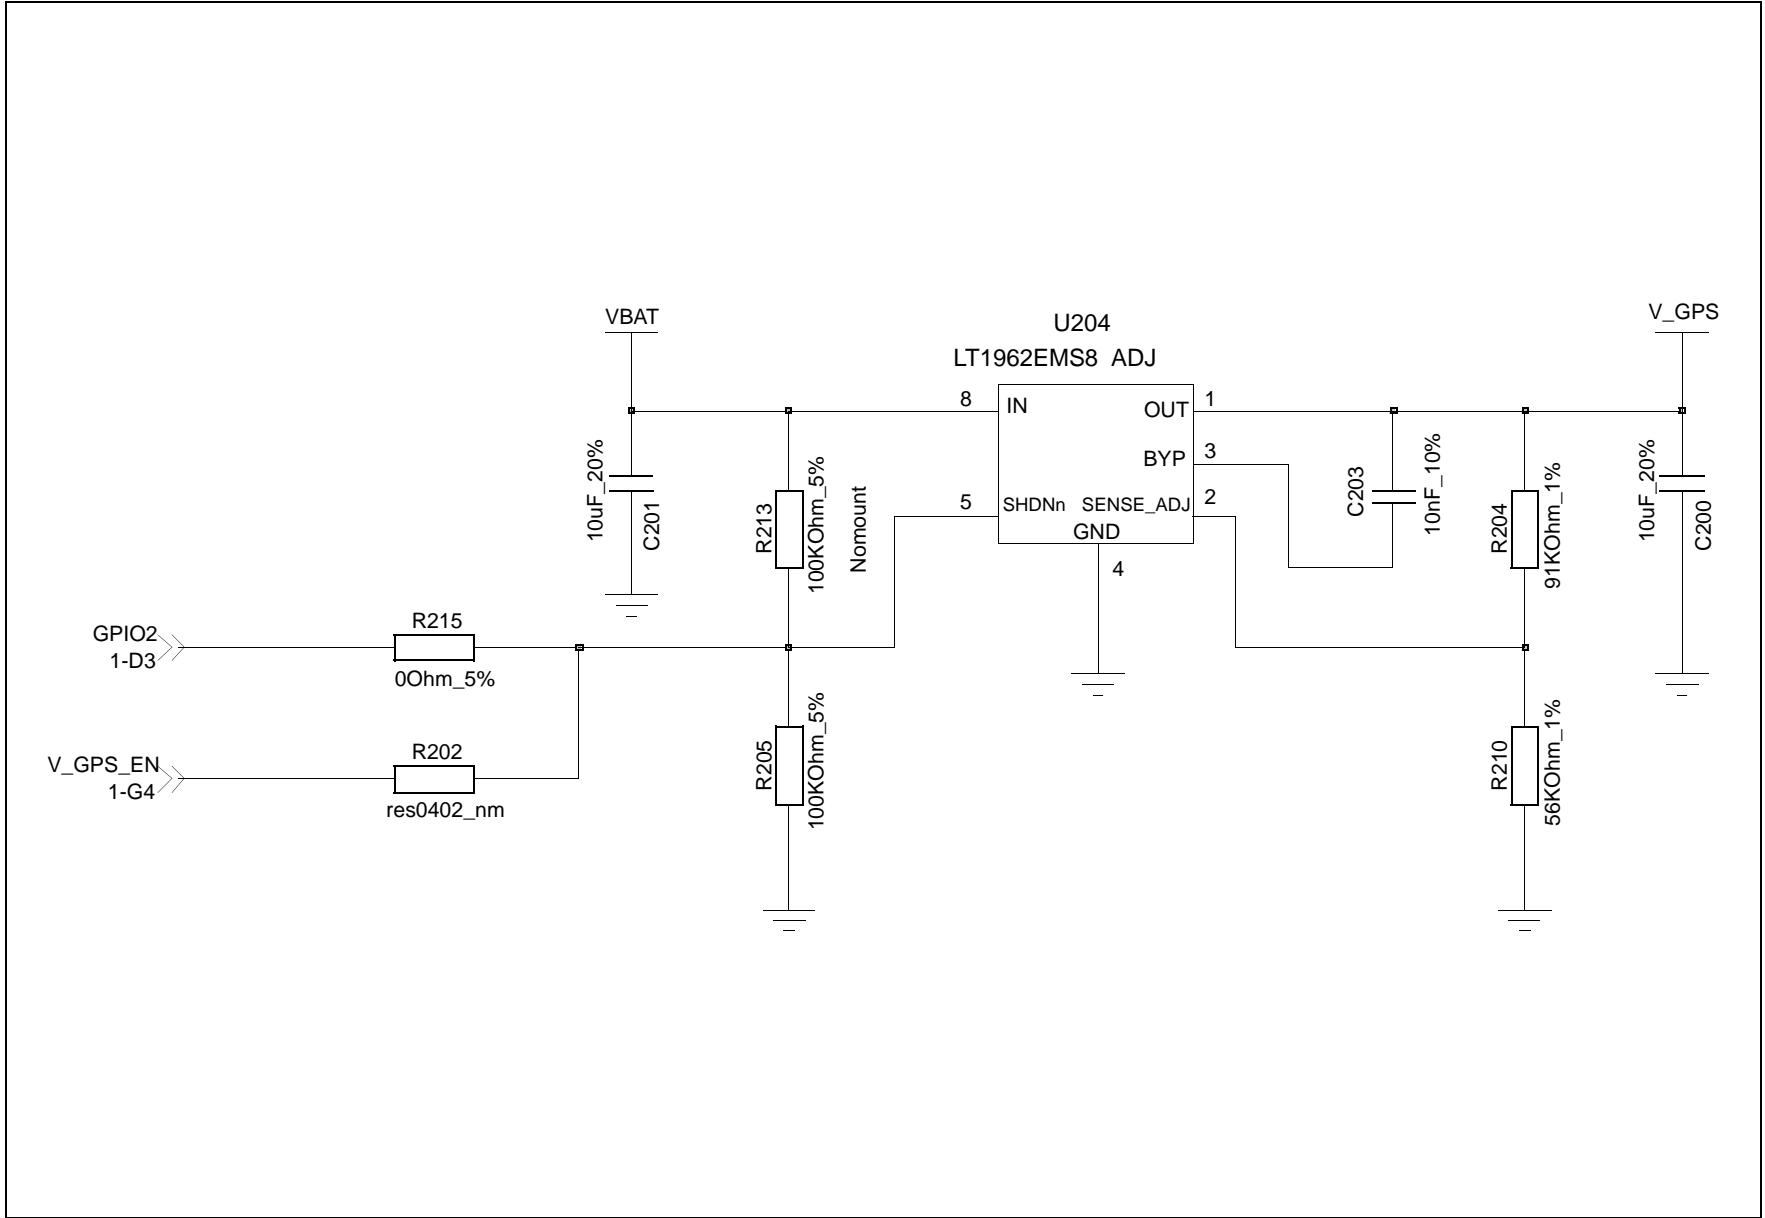 VBAT
U204
LT1962EMS8 ADJ
V_GPS
8
IN
OUT
1
BYP
3
5
SHDNn
SENSE_ADJ
2
GND
4
10uF_20%
C201
R213
100KOhm_5%
Nomount
C203
10nF_10%
R204
91KOhm_1%
10uF_20%
C200
GPIO2
1-D3
R215
0Ohm_5%
V_GPS_EN
1-G4
R202
res0402_nm
R205
100KOhm_5%
R210
56KOhm_1%